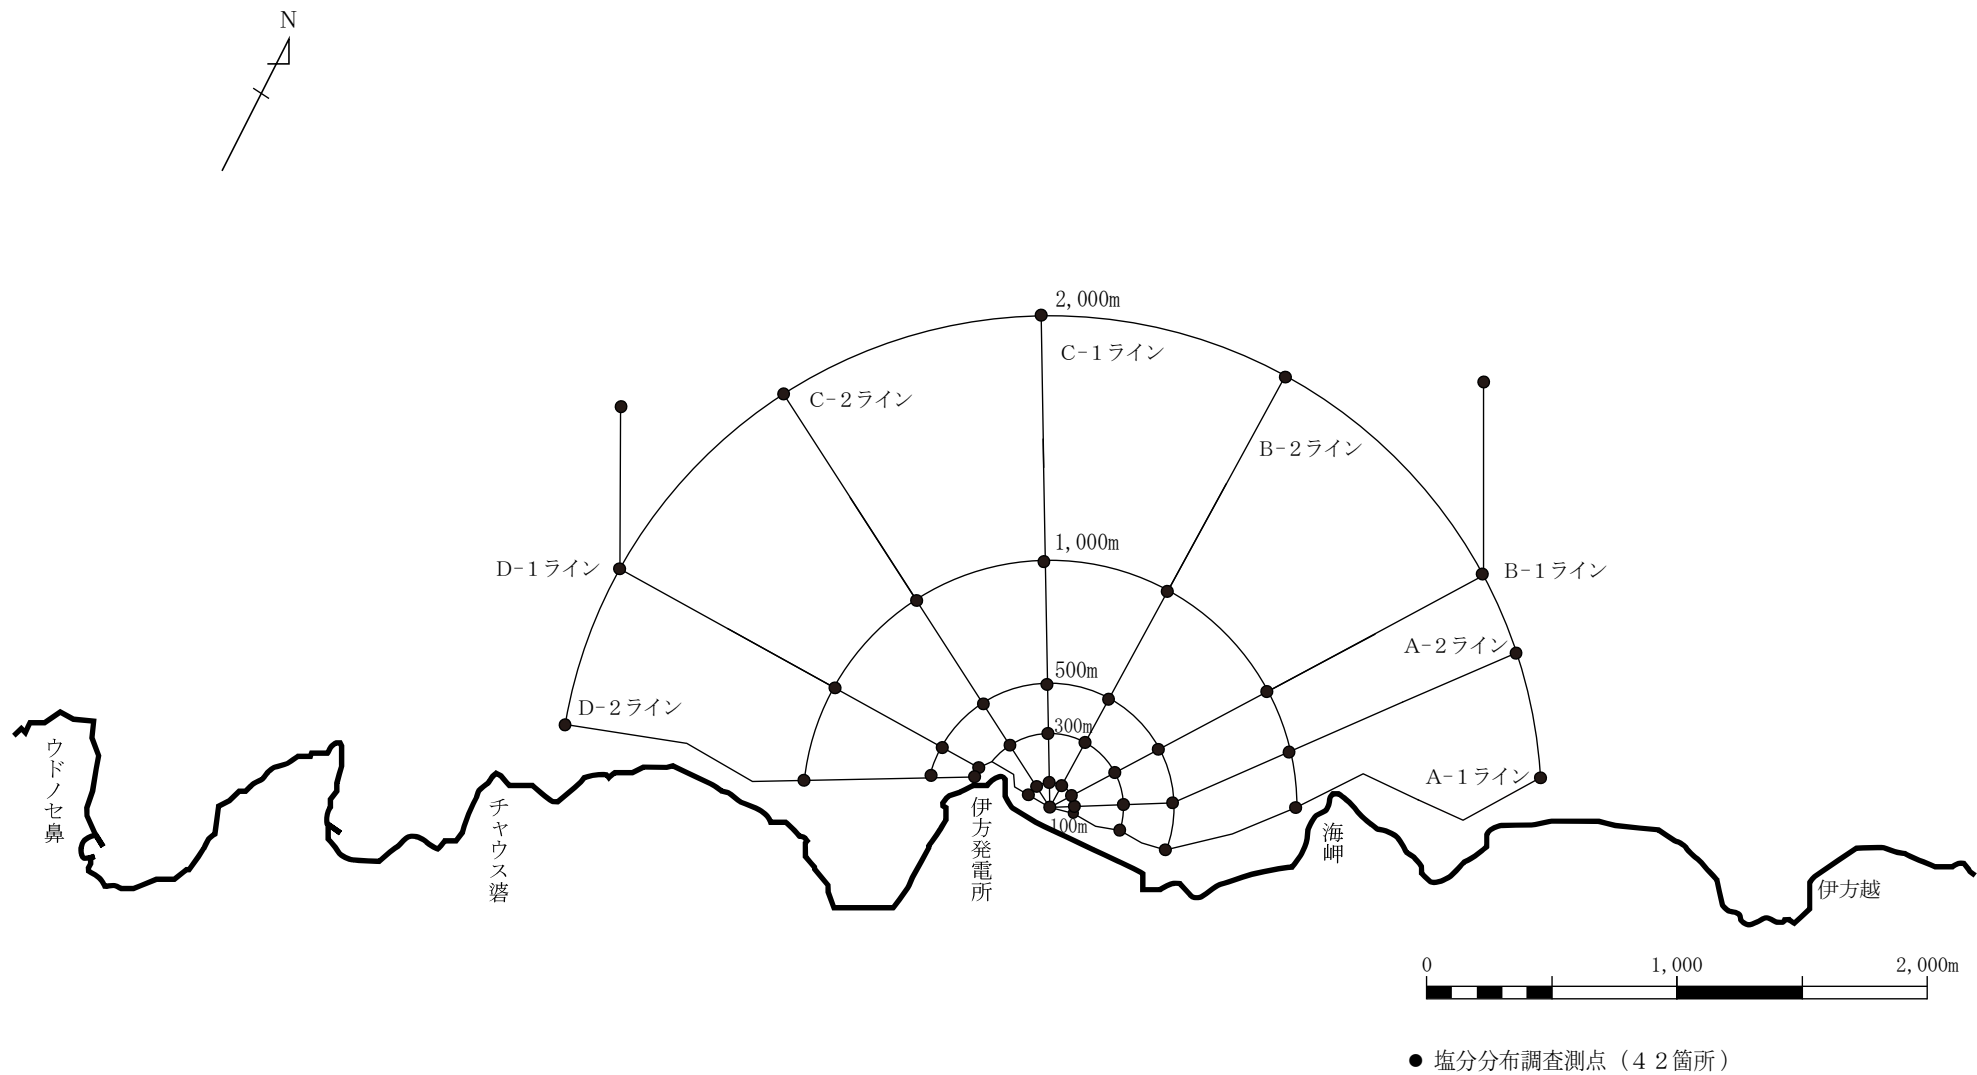 N
2,000m
C-1ライン
C-2ライン
B-2ライン
1,000m
D-1ライン
B-1ライン
A-2ライン
500m
D-2ライン
300m
A-1ライン
100m
ウドノセ鼻
チャウス碆
伊方発電所
海岬
伊方越
0 1,000 2,000m
● 塩分分布調査測点（４２箇所）